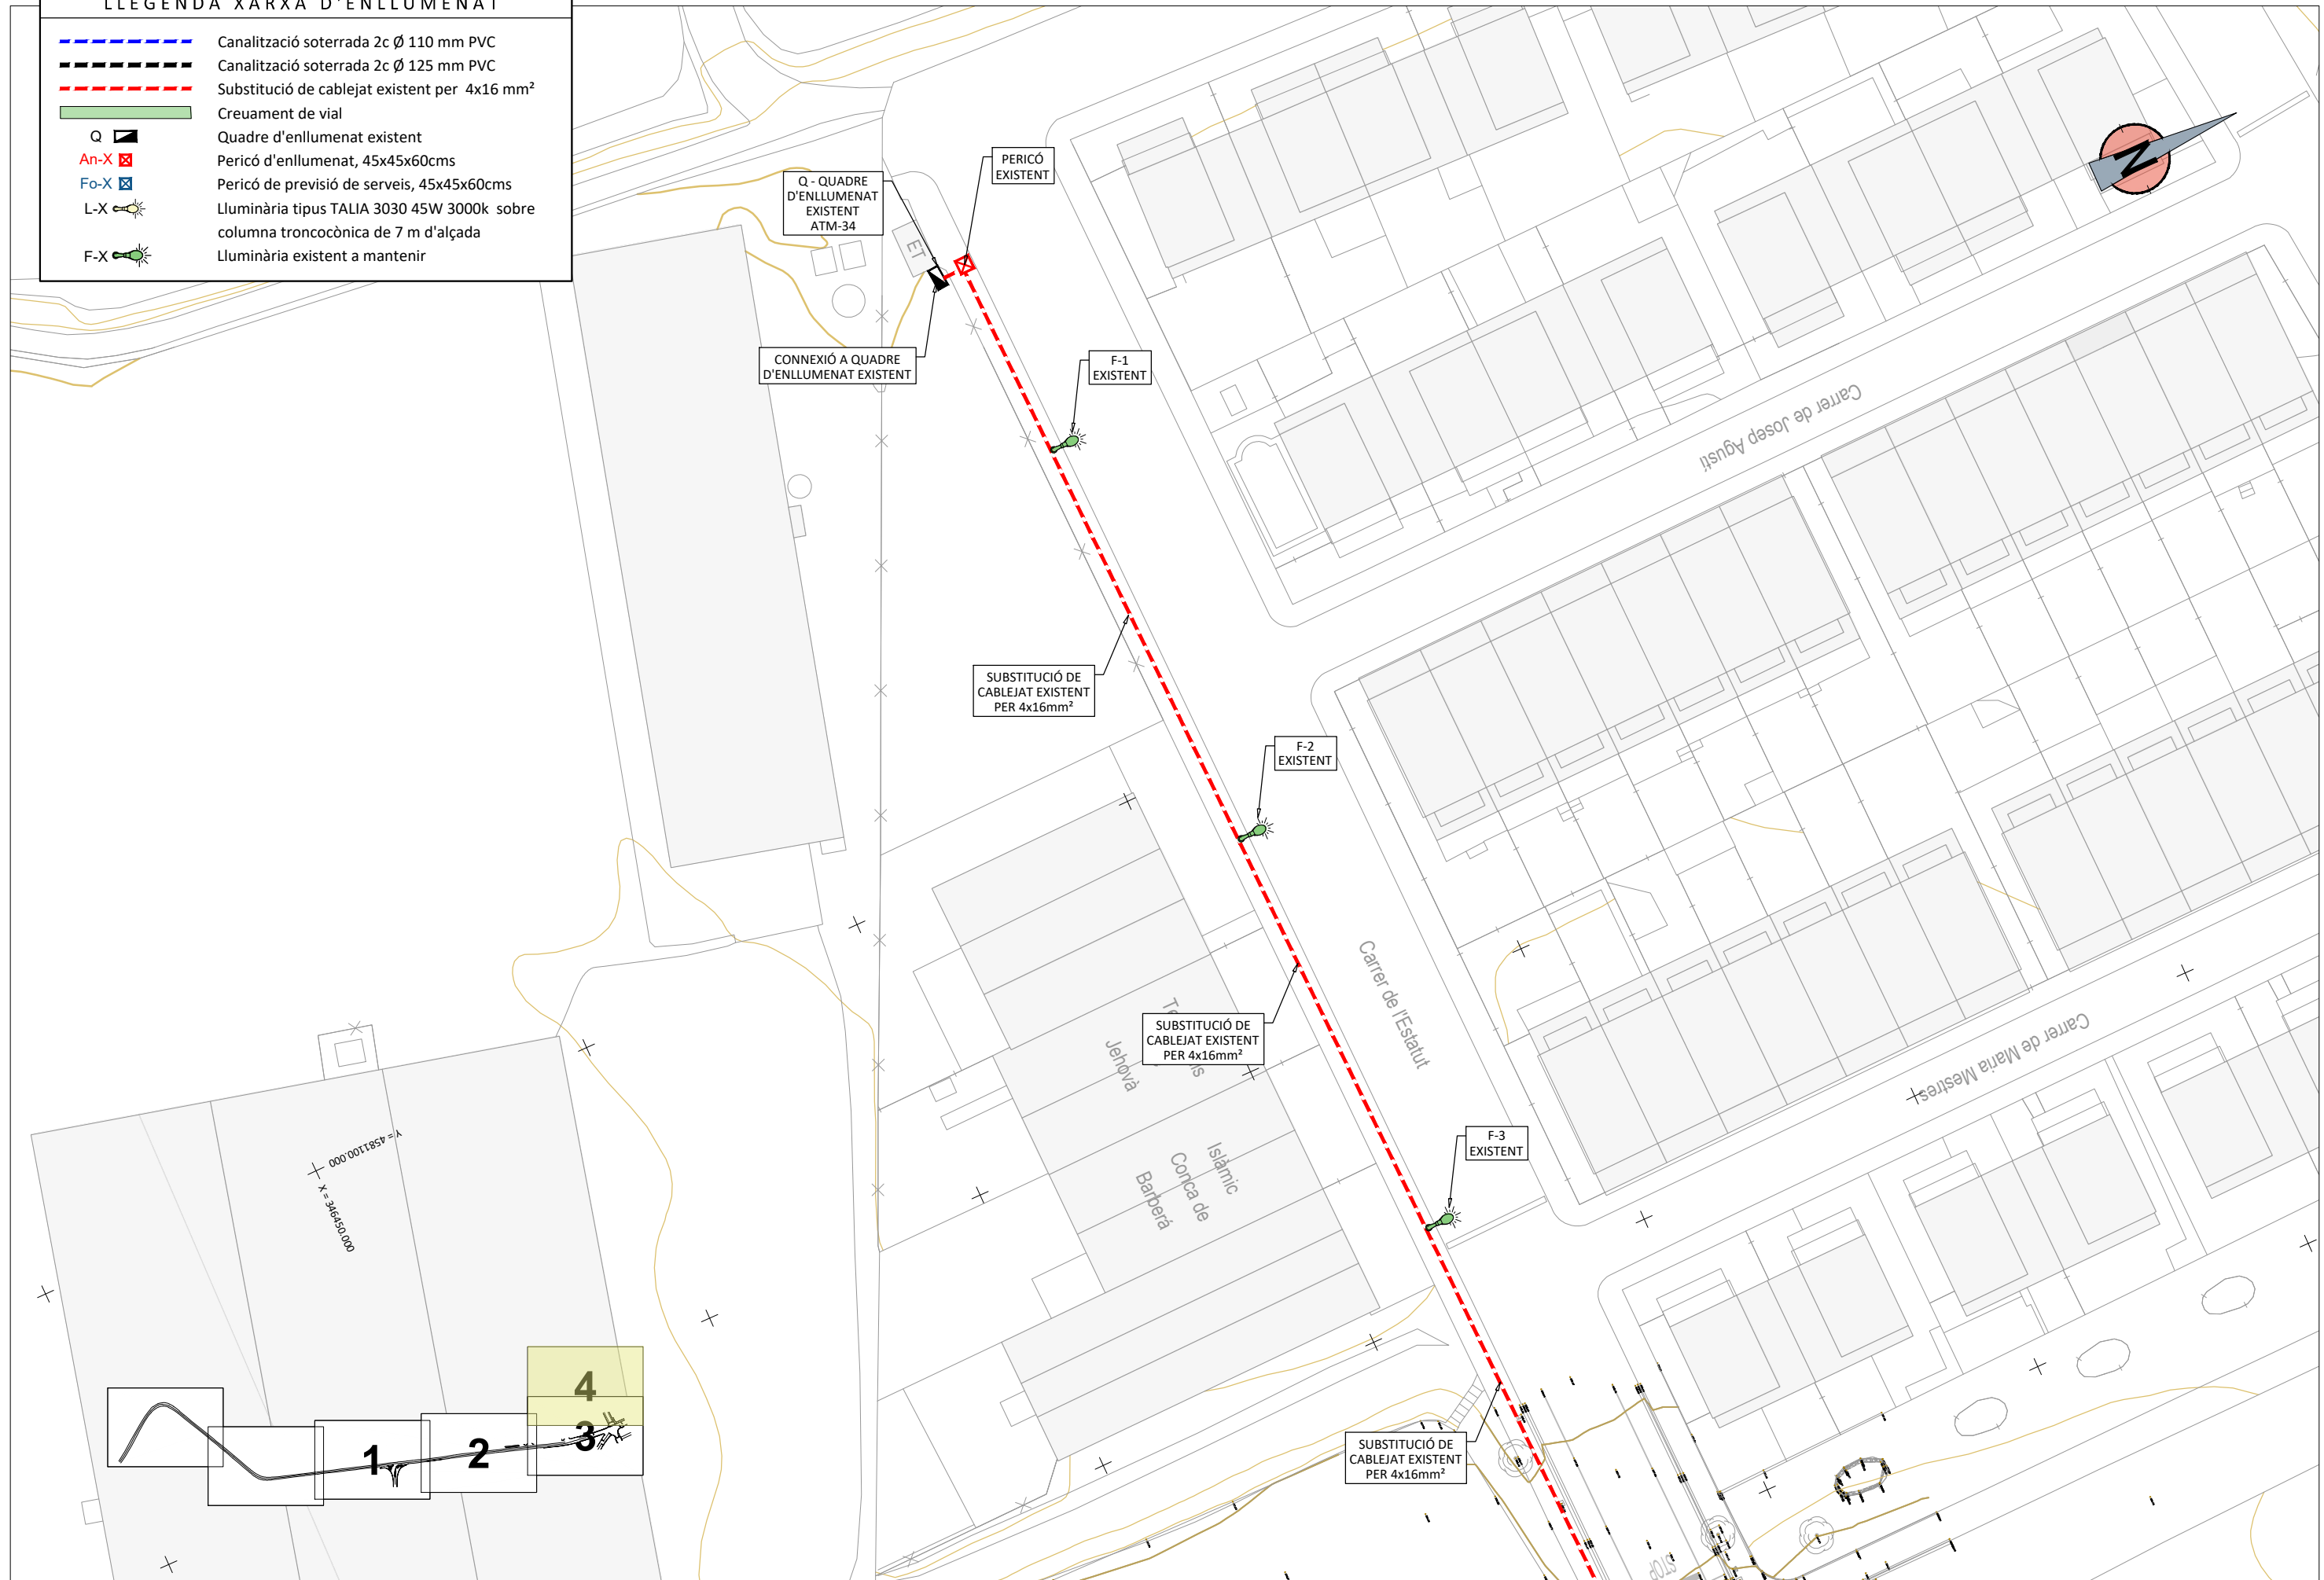 LLEGENDA XARXA D'ENLLUMENAT
Canalització soterrada 2c Ø 110 mm PVC
Canalització soterrada 2c Ø 125 mm PVC
Substitució de cablejat existent per 4x16 mm²
Creuament de vial
Q Quadre d'enllumenat existent
An-X Pericó d'enllumenat, 45x45x60cms
Fo-X Pericó de previsió de serveis, 45x45x60cms
L-X Lluminària tipus TALIA 3030 45W 3000k sobre
columna troncocònica de 7 m d'alçada
F-X Lluminària existent a mantenir
PERICÓ
EXISTENT
Q - QUADRE
D'ENLLUMENAT
EXISTENT
ATM-34
N
ET
CONNEXIÓ A QUADRE
D'ENLLUMENAT EXISTENT
F-1
EXISTENT
Carrer de Josep Agustí
SUBSTITUCIÓ DE
CABLEJAT EXISTENT
PER 4x16mm²
F-2
EXISTENT
Carrer de l'Estatut
SUBSTITUCIÓ DE
CABLEJAT EXISTENT
PER 4x16mm²
Jehovà
Carrer de Maria Mestres
F-3
EXISTENT
Islàmic
Conca de
Barberà
Y = 4581100.000
X = 346450.000
4
3
2
1
SUBSTITUCIÓ DE
CABLEJAT EXISTENT
PER 4x16mm²
STOP